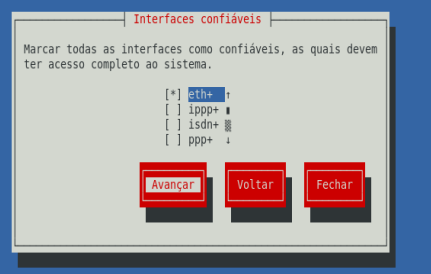 Interfaces confiáveis
Marcar todas as interfaces como confiáveis, as quais devem
ter acesso completo ao sistema.
[*] eth+ ↑
[ ] ippp+
[ ] isdn+
[ ] ppp+ ↓
Avançar Voltar Fechar